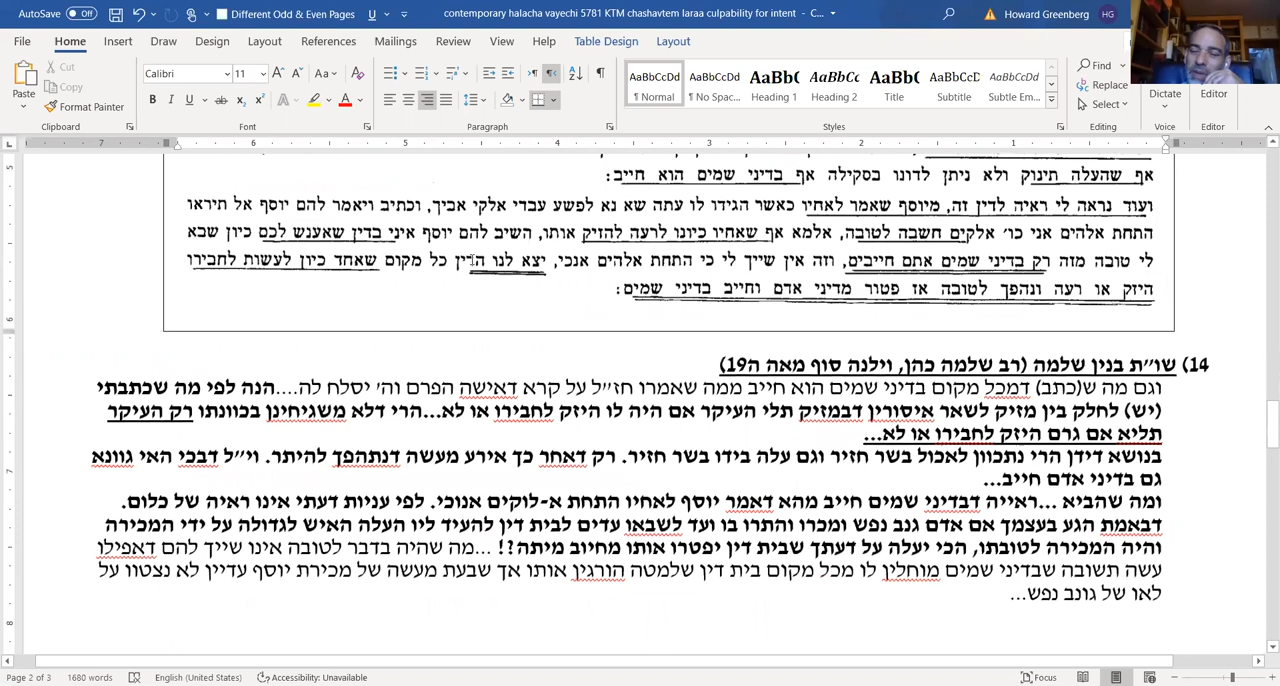 AutoSave Off Different Odd & Even Pages U contemporary halacha vayechi 5781 KTM chashavtem laraa culpability for intent - C... Howard Greenberg HG
File Home Insert Draw Design Layout References Mailings Review View Help Table Design Layout
Paste Cut Copy Format Painter Calibri 11 AaBbCcDd AaBbCcDd AaBbC AaBbCc AaBbC AaBbCcD AaBbCcDd Find Replace Select Dictate Editor
¶ Normal ¶ No Spac... Heading 1 Heading 2 Title Subtitle Subtle Em...
Clipboard Font Paragraph Styles Editing Voice Editor
7 6 5 4 3 2 1
אף שהעלה תינוק ולא ניתן לדונו בסקילה אף בדיני שמים הוא חייב:
ועוד נראה לי ראיה לדין זה, מיוסף שאמר לאחיו כאשר הגידו לו עתה שא נא לפשע עבדי אלקי אביך, וכתיב ויאמר להם יוסף אל תיראו
התחת אלהים אני כו' אלקים חשבה לטובה, אלמא אף שאחיו כיונו לרעה להזיק אותו, השיב להם יוסף איני בדין שאענש לכם כיון שבא
לי טובה מזה רק בדיני שמים אתם חייבים, וזה אין שייך לי כי התחת אלהים אנכי, יצא לנו הדין כל מקום שאחד כיון לעשות לחבירו
היזק או רעה ונהפך לטובה אז פטור מדיני אדם וחייב בדיני שמים:
14) שו״ת בנין שלמה (רב שלמה כהן, וילנה סוף מאה ה19)
וגם מה ש(כתב) דמכל מקום בדיני שמים הוא חייב ממה שאמרו חז״ל על קרא דאישה הפרם וה׳ יסלח לה....הנה לפי מה שכתבתי
(יש) לחלק בין מזיק לשאר איסורין דבמזיק תלי העיקר אם היה לו היזק לחבירו או לא...הרי דלא משגיחינן בכוונתו רק העיקר
תליא אם גרם היזק לחבירו או לא...
בנושא דידן הרי נתכוון לאכול בשר חזיר וגם עלה בידו בשר חזיר. רק דאחר כך אירע מעשה דנתהפך להיתר. וי״ל דבכי האי גוונא
גם בדיני אדם חייב...
ומה שהביא ...ראייה דבדיני שמים חייב מהא דאמר יוסף לאחיו התחת א-לוקים אנוכי. לפי עניות דעתי אינו ראיה של כלום.
דבאמת הגע בעצמך אם אדם גנב נפש ומכרו והתרו בו ועד לשבאו עדים לבית דין להעיד ליו העלה האיש לגדולה על ידי המכירה
והיה המכירה לטובתו, הכי יעלה על דעתך שבית דין יפטרו אותו מחיוב מיתה?! ...מה שהיה בדבר לטובה אינו שייך להם דאפילו
עשה תשובה שבדיני שמים מוחלין לו מכל מקום בית דין שלמטה הורגין אותו אך שבעת מעשה של מכירת יוסף עדיין לא נצטוו על
לאו של גונב נפש...
Page 2 of 3 1680 words English (United States) Accessibility: Unavailable Focus